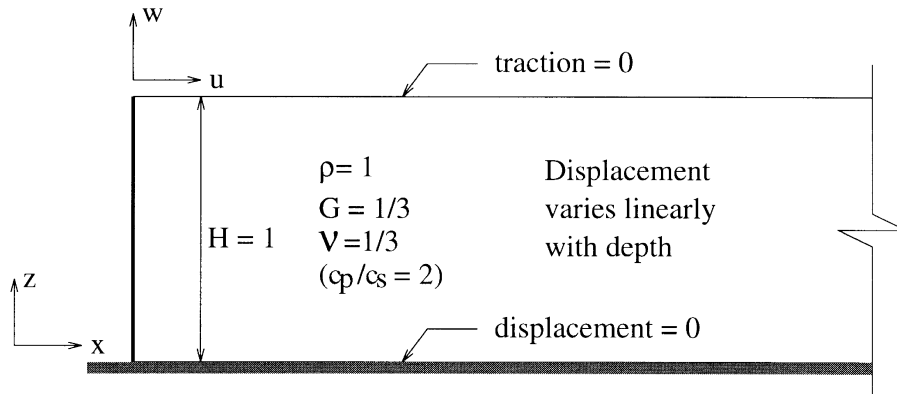 w
u
traction = 0
ρ= 1
G = 1/3
ν =1/3
(cp/cs = 2)
Displacement
varies linearly
with depth
H = 1
z
x
displacement = 0